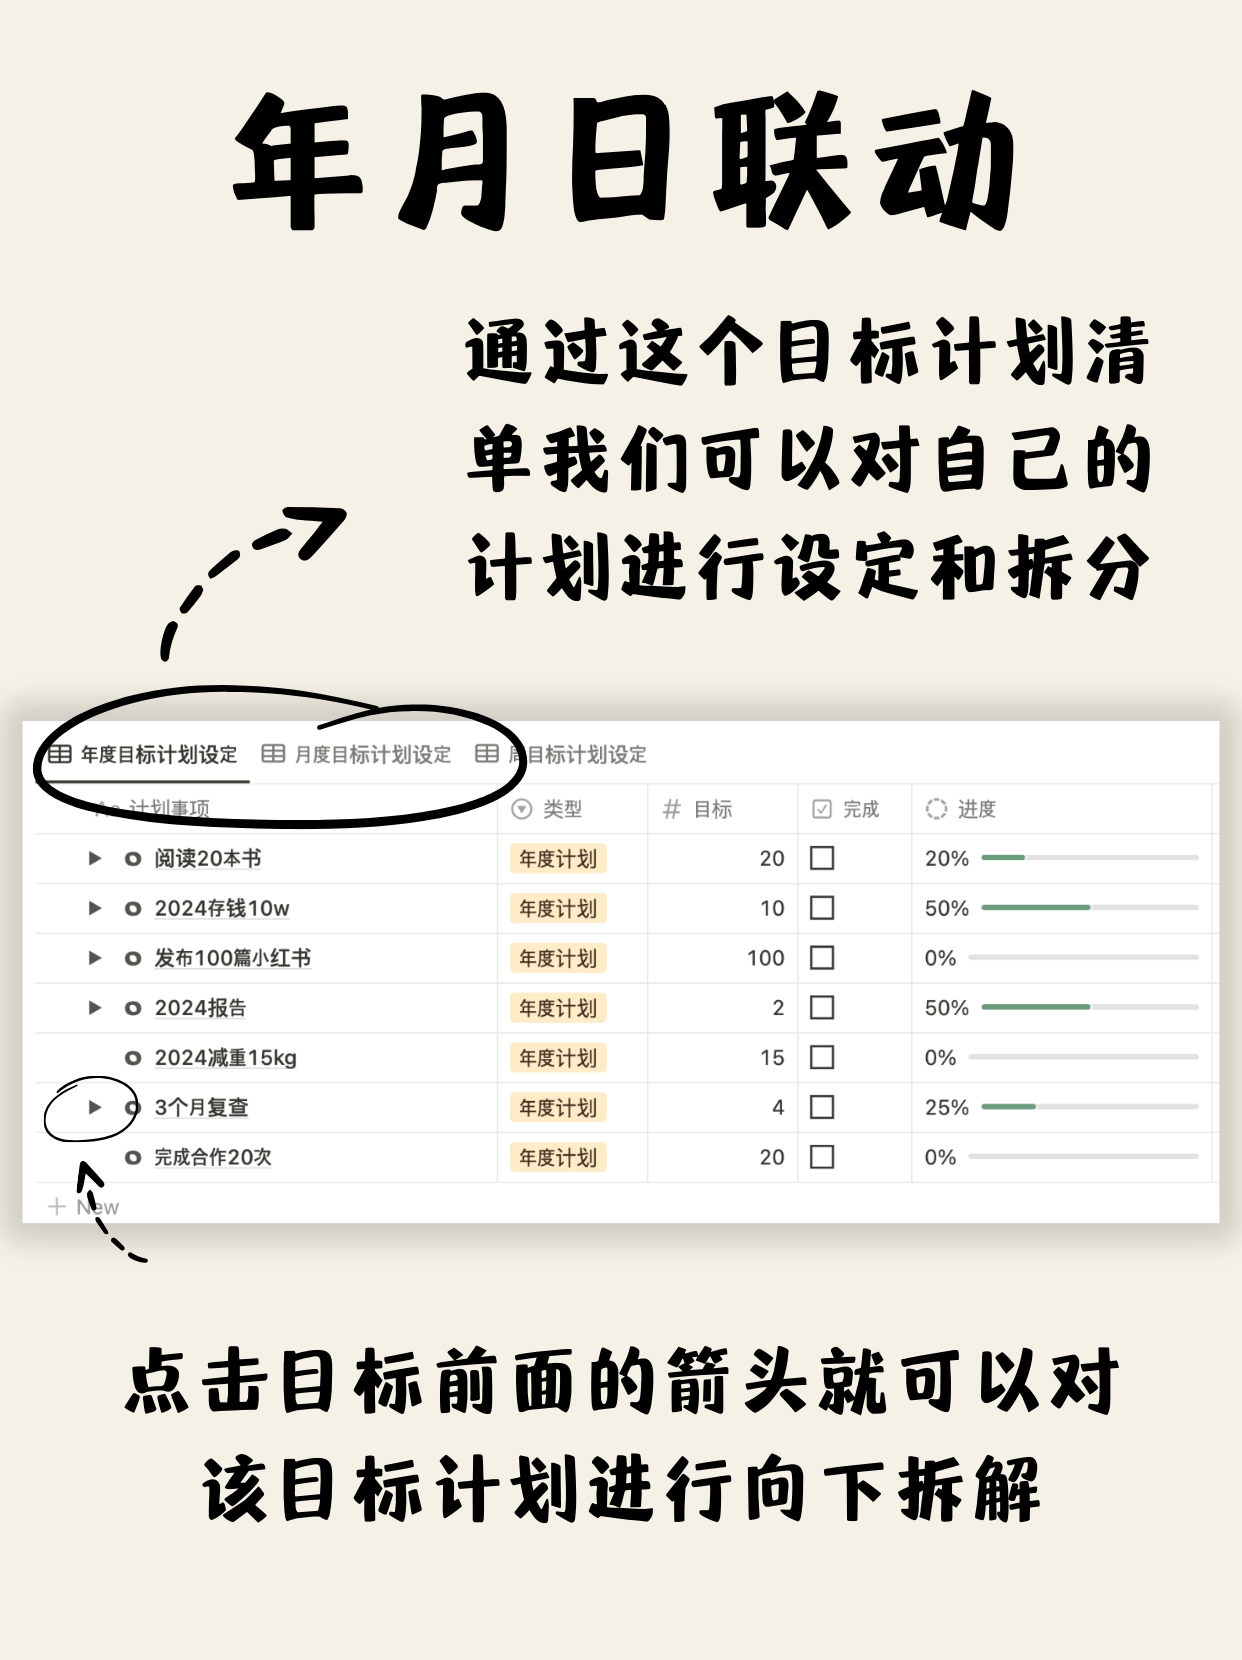 年月日联动
通过这个目标计划清
单我们可以对自己的
计划进行设定和拆分
年度目标计划设定 月度目标计划设定 周目标计划设定
Aa 计划事项 类型 # 目标 完成 进度
阅读20本书 年度计划 20 20%
2024存钱10w 年度计划 10 50%
发布100篇小红书 年度计划 100 0%
2024报告 年度计划 2 50%
2024减重15kg 年度计划 15 0%
3个月复查 年度计划 4 25%
完成合作20次 年度计划 20 0%
+ New
点击目标前面的箭头就可以对
该目标计划进行向下拆解